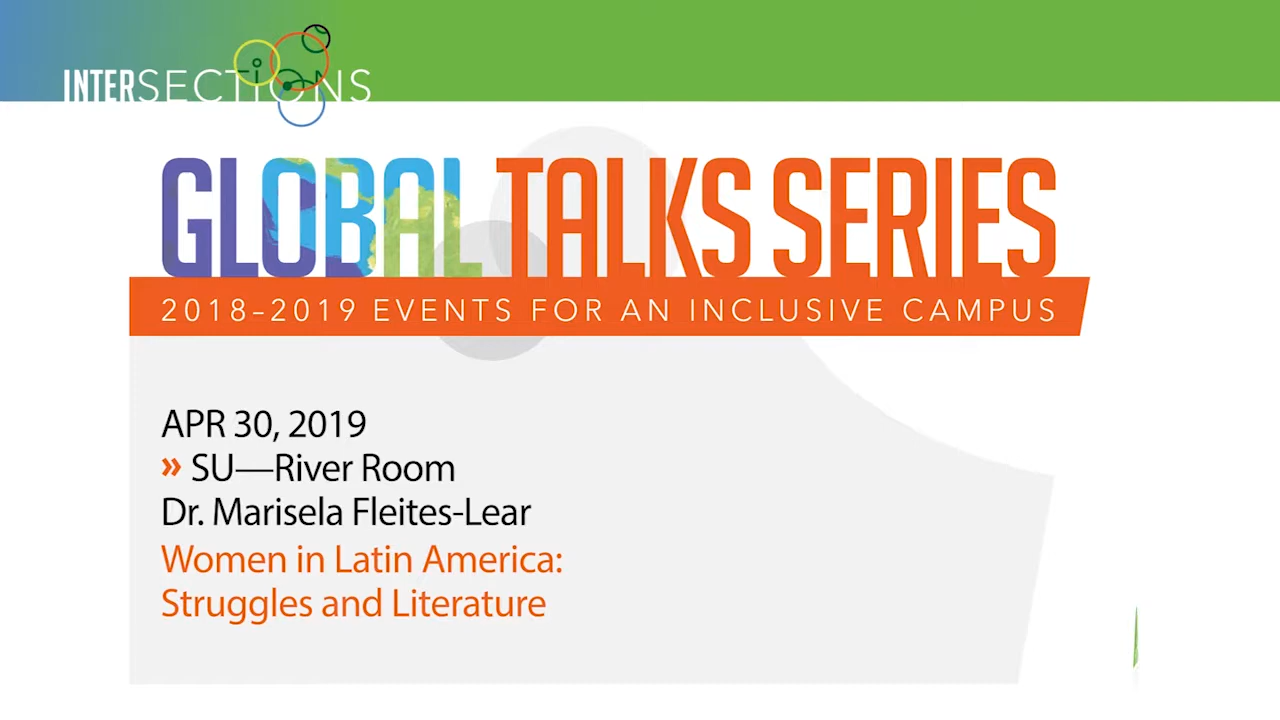 INTERSECTIONS
GLOBAL TALKS SERIES
2018–2019 EVENTS FOR AN INCLUSIVE CAMPUS
APR 30, 2019
» SU—River Room
Dr. Marisela Fleites-Lear
Women in Latin America:
Struggles and Literature